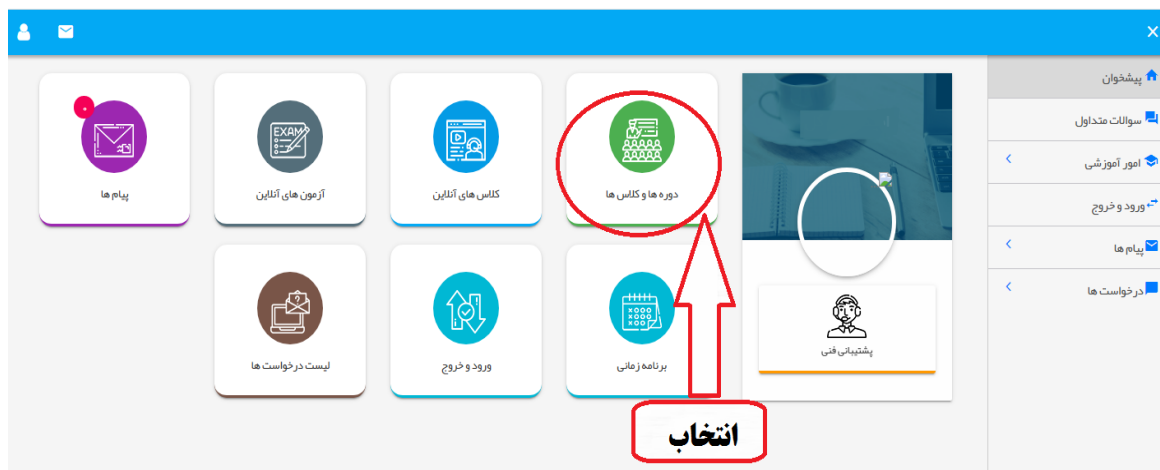 پیشخوان
سوالات متداول
امور آموزشی
ورود و خروج
پیام ها
درخواست ها
پشتیبانی فنی
دوره ها و کلاس ها
کلاس های آنلاین
EXAM
آزمون های آنلاین
پیام ها
برنامه زمانی
ورود و خروج
لیست درخواست ها
انتخاب